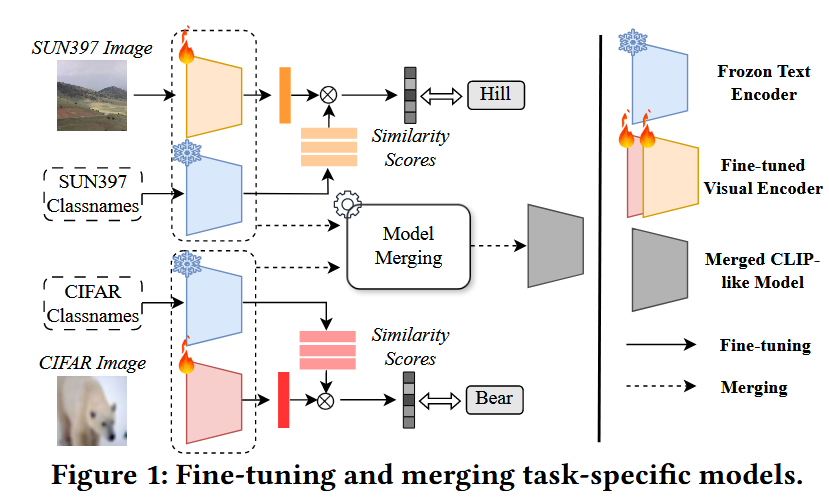 SUN397 Image
SUN397
Classnames
Hill
Similarity
Scores
Model
Merging
CIFAR
Classnames
CIFAR Image
Similarity
Scores
Bear
Frozon Text
Encoder
Fine-tuned
Visual Encoder
Merged CLIP-
like Model
Fine-tuning
Merging
Figure 1: Fine-tuning and merging task-specific models.